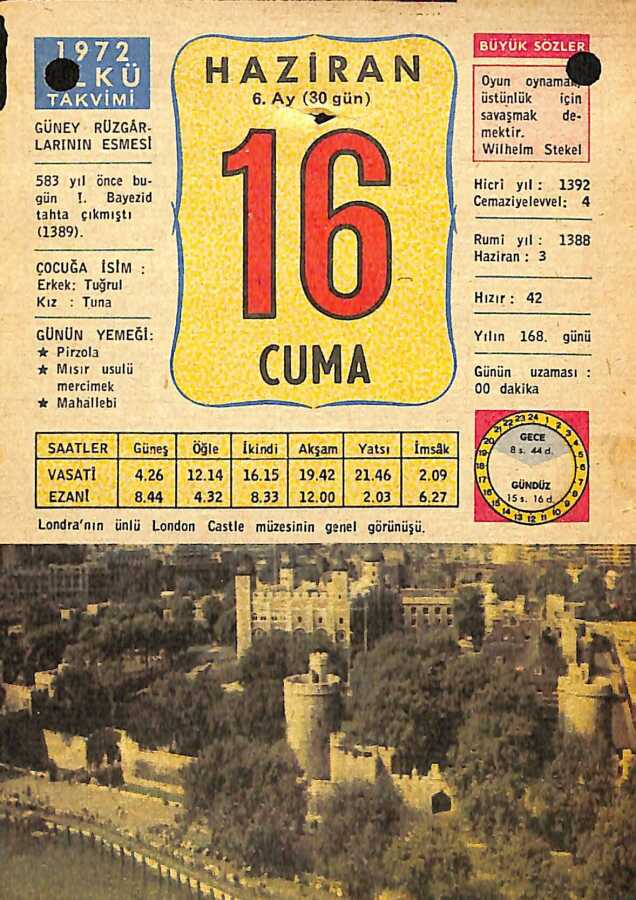 1972
ÜLKÜ
TAKVİMİ
GÜNEY RÜZGÂR-
LARININ ESMESİ
583 yıl önce bu-
gün I. Bayezid
tahta çıkmıştı
(1389).
ÇOCUĞA İSİM :
Erkek: Tuğrul
Kız : Tuna
GÜNÜN YEMEĞİ:
★ Pirzola
★ Mısır usulü
mercimek
★ Mahallebi
HAZİRAN
6. Ay (30 gün)
16
CUMA
BÜYÜK SÖZLER
Oyun oynamak,
üstünlük için
savaşmak de-
mektir.
Wilhelm Stekel
Hicrî yıl : 1392
Cemaziyelevvel: 4
Rumî yıl : 1388
Haziran : 3
Hızır : 42
Yılın 168. günü
Günün uzaması :
00 dakika
SAATLER Güneş Öğle İkindi Akşam Yatsı İmsâk
VASATİ 4.26 12.14 16.15 19.42 21.46 2.09
EZANİ 8.44 4.32 8.33 12.00 2.03 6.27
GECE
8 s. 44 d.
GÜNDÜZ
15 s. 16 d.
Londra'nın ünlü London Castle müzesinin genel görünüşü.